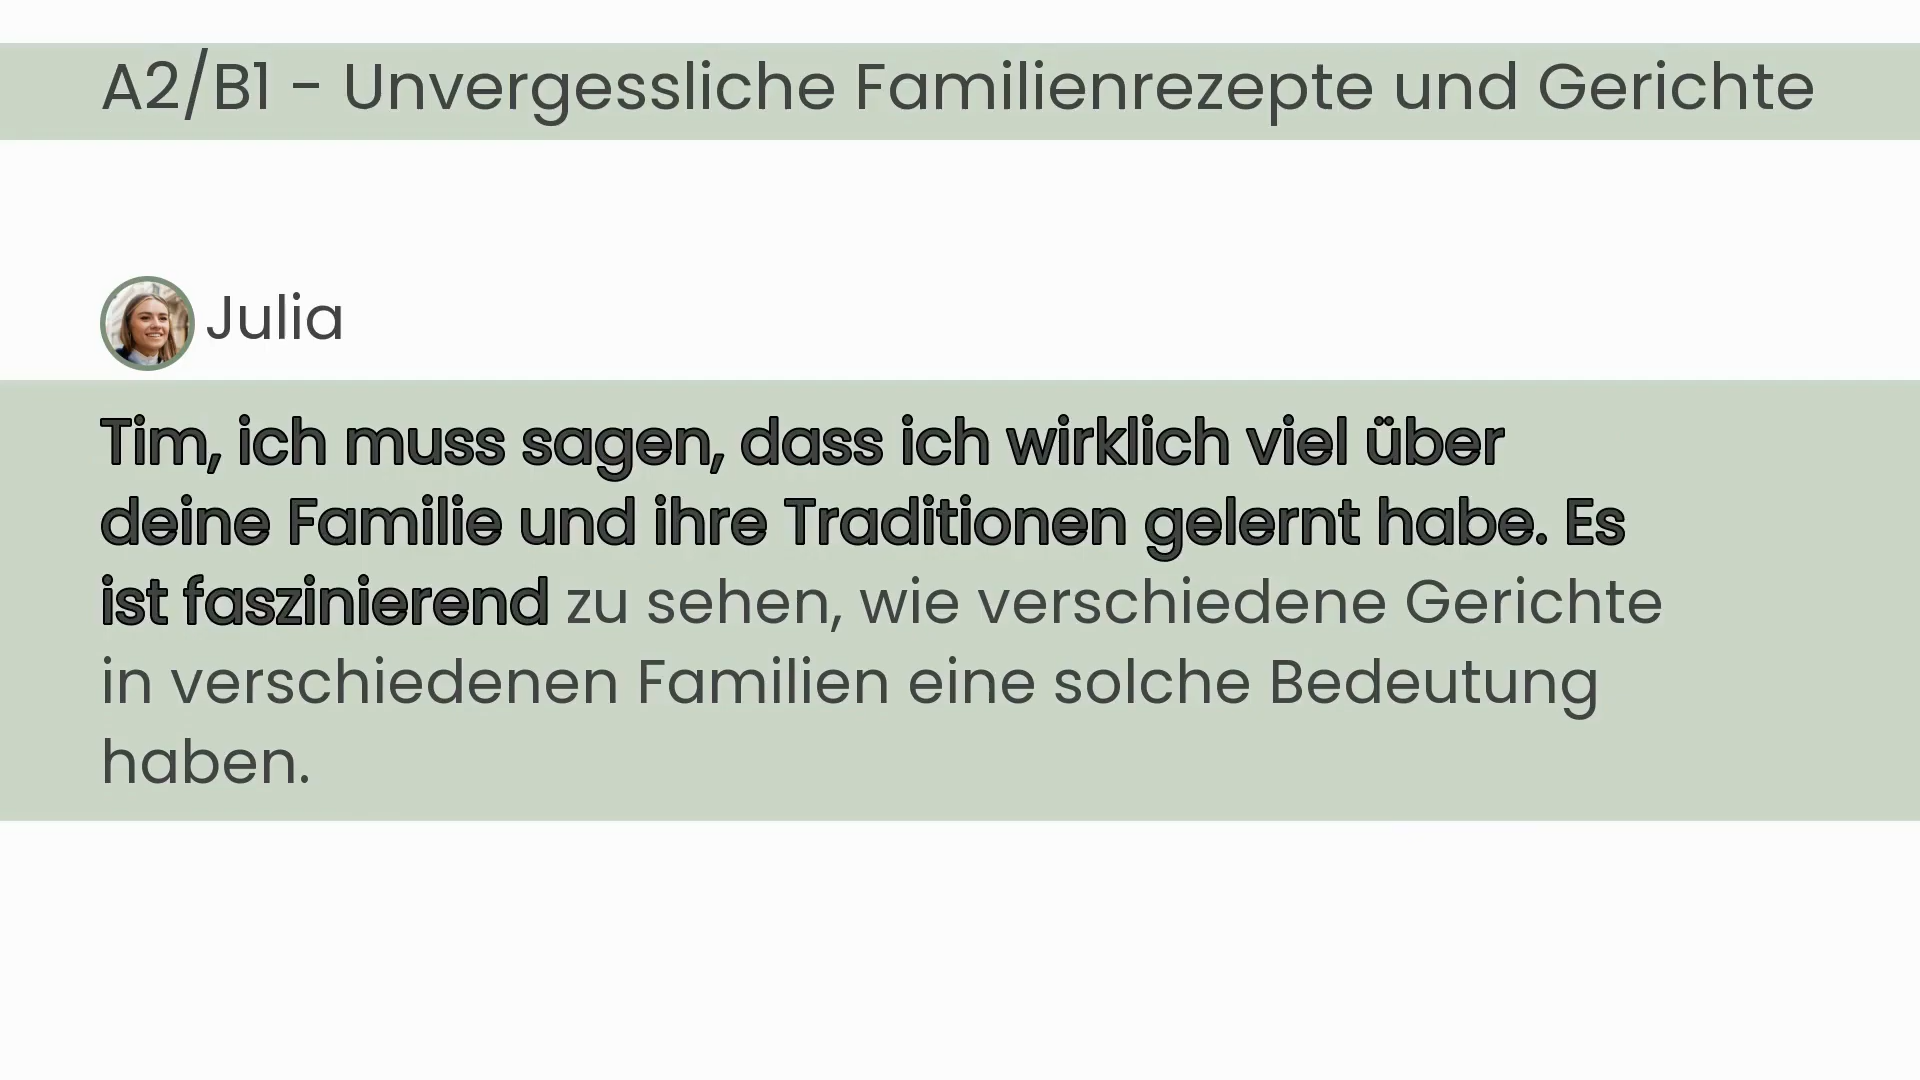 A2/B1 - Unvergessliche Familienrezepte und Gerichte
Julia
Tim, ich muss sagen, dass ich wirklich viel über
deine Familie und ihre Traditionen gelernt habe. Es
ist faszinierend zu sehen, wie verschiedene Gerichte
in verschiedenen Familien eine solche Bedeutung
haben.